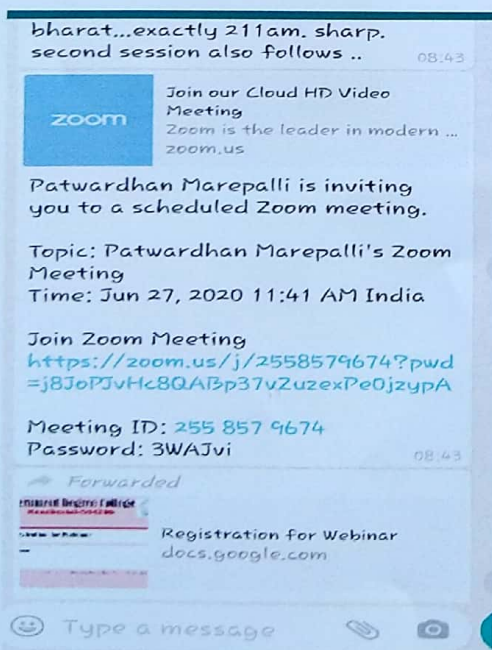 bharat...exactly 211am. sharp.
second session also follows ..
08:43
zoom
Join our Cloud HD Video
Meeting
Zoom is the leader in modern ...
zoom.us
Patwardhan Marepalli is inviting
you to a scheduled Zoom meeting.
Topic: Patwardhan Marepalli's Zoom
Meeting
Time: Jun 27, 2020 11:41 AM India
Join Zoom Meeting
https://zoom.us/j/2558579674?pwd
=j8JoPJvHc8QABp37vZuzexPe0jzypA
Meeting ID: 255 857 9674
Password: 3WAJvi
08:43
Forwarded
Degree College
Registration for Webinar
docs.google.com
Type a message